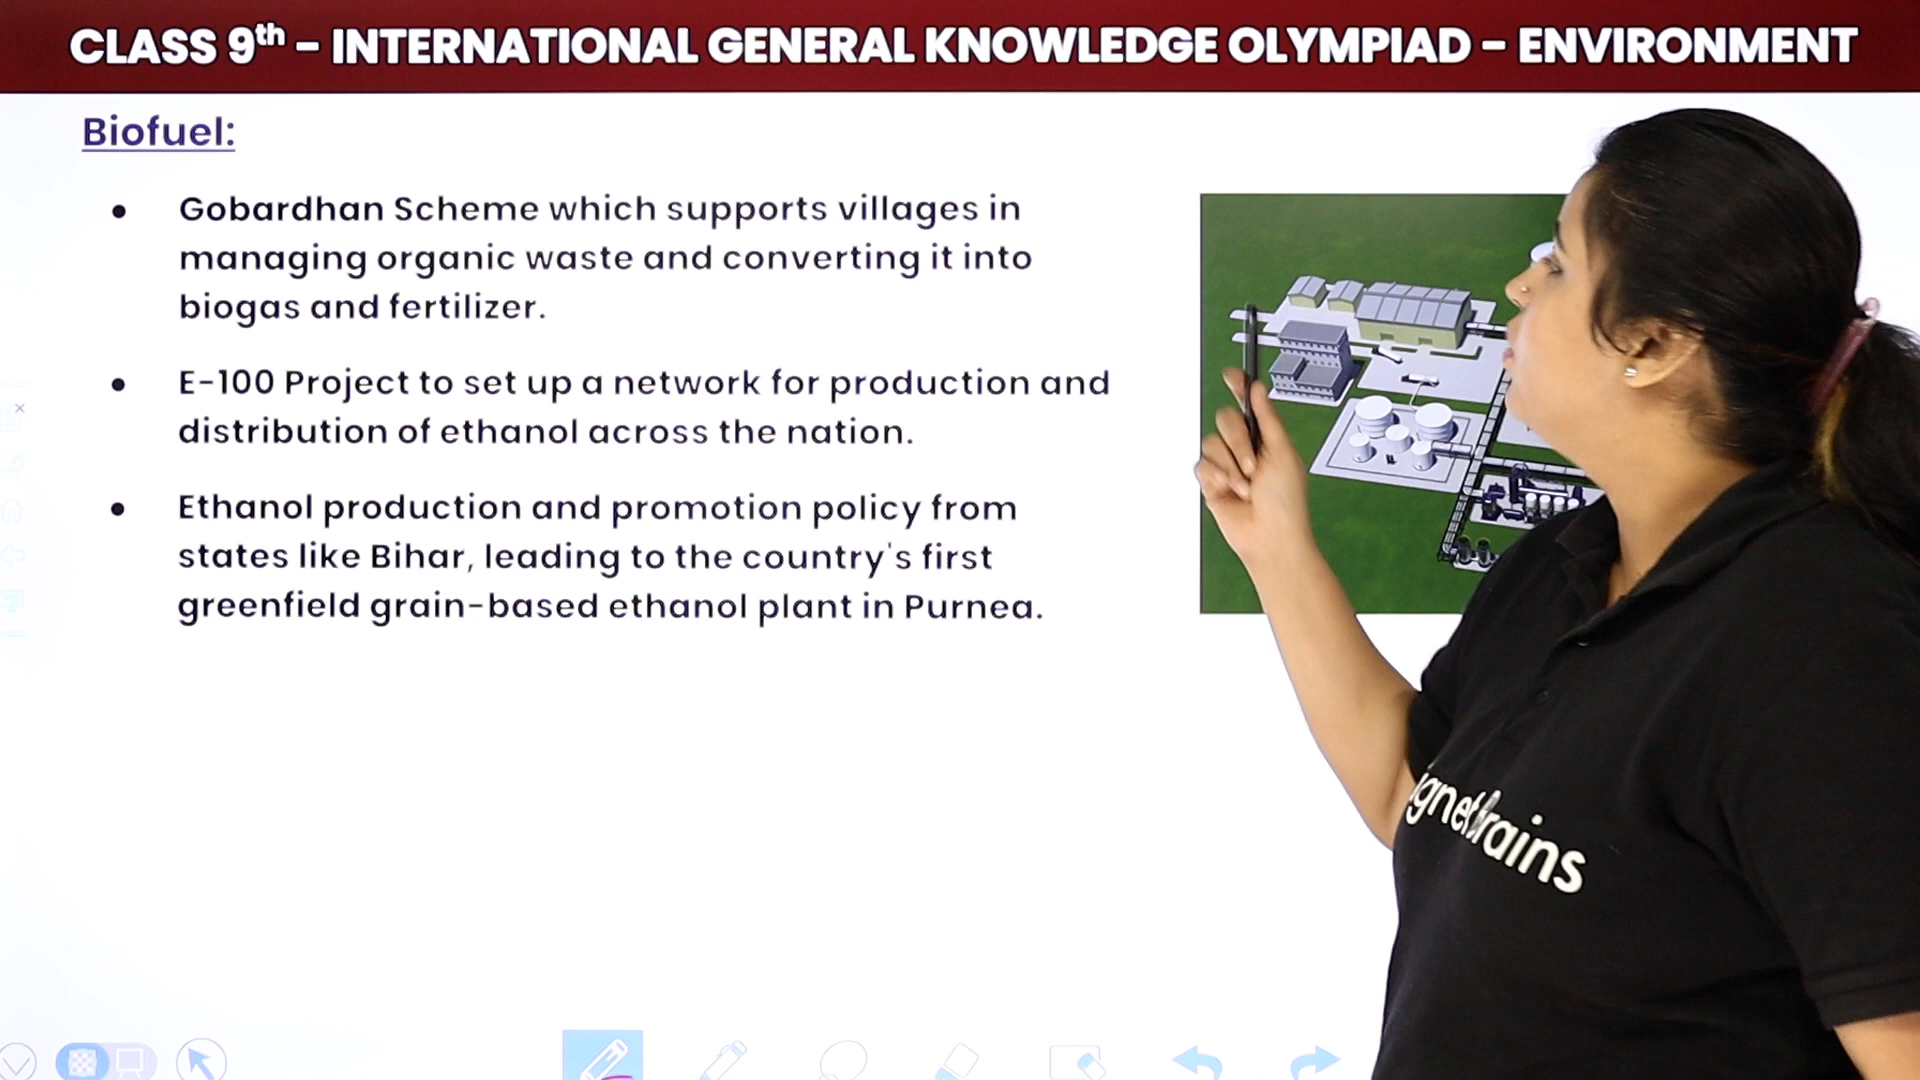 CLASS 9th - INTERNATIONAL GENERAL KNOWLEDGE OLYMPIAD - ENVIRONMENT
Biofuel:
• Gobardhan Scheme which supports villages in
managing organic waste and converting it into
biogas and fertilizer.
• E-100 Project to set up a network for production and
distribution of ethanol across the nation.
• Ethanol production and promotion policy from
states like Bihar, leading to the country's first
greenfield grain-based ethanol plant in Purnea.
gnetBrains